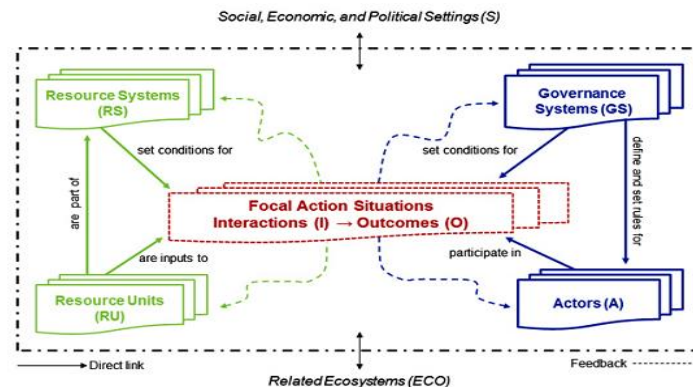 Social, Economic, and Political Settings (S)
Resource Systems
(RS)
Governance
Systems (GS)
set conditions for
set conditions for
are part of
define and set rules for
Focal Action Situations
Interactions (I) → Outcomes (O)
are inputs to
participate in
Resource Units
(RU)
Actors (A)
Direct link
Feedback
Related Ecosystems (ECO)